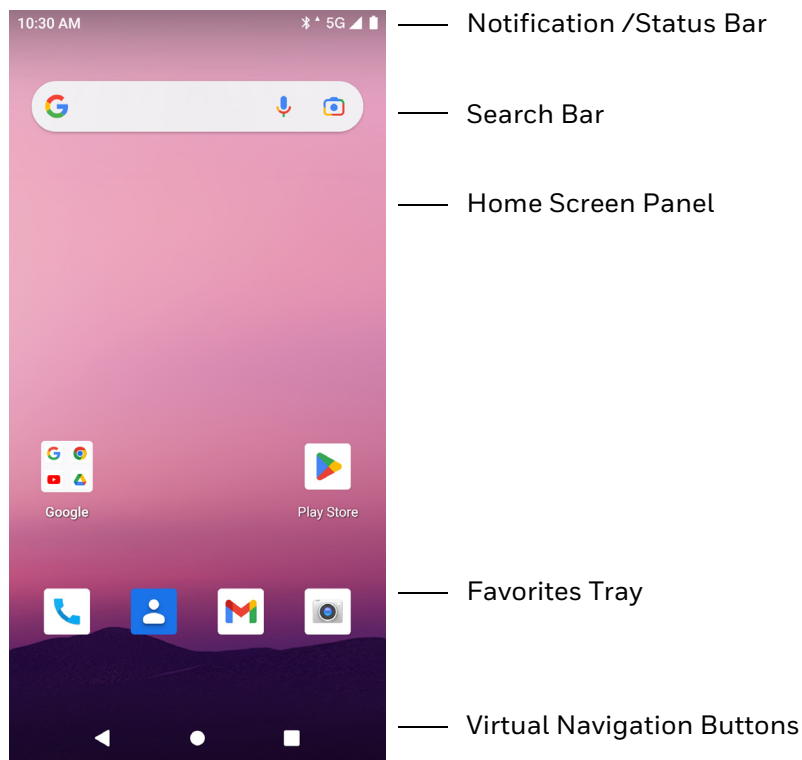 10:30 AM 5G
Notification /Status Bar
Search Bar
Home Screen Panel
Google Play Store
Favorites Tray
Virtual Navigation Buttons